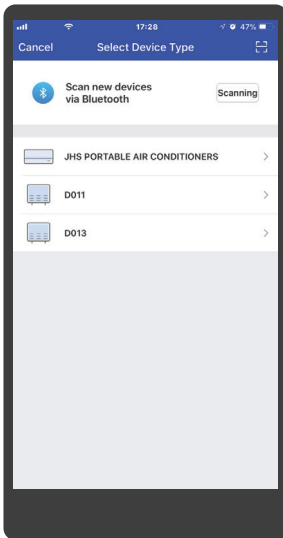 17:28
47%
Cancel Select Device Type
Scan new devices
via Bluetooth
Scanning
JHS PORTABLE AIR CONDITIONERS
D011
D013